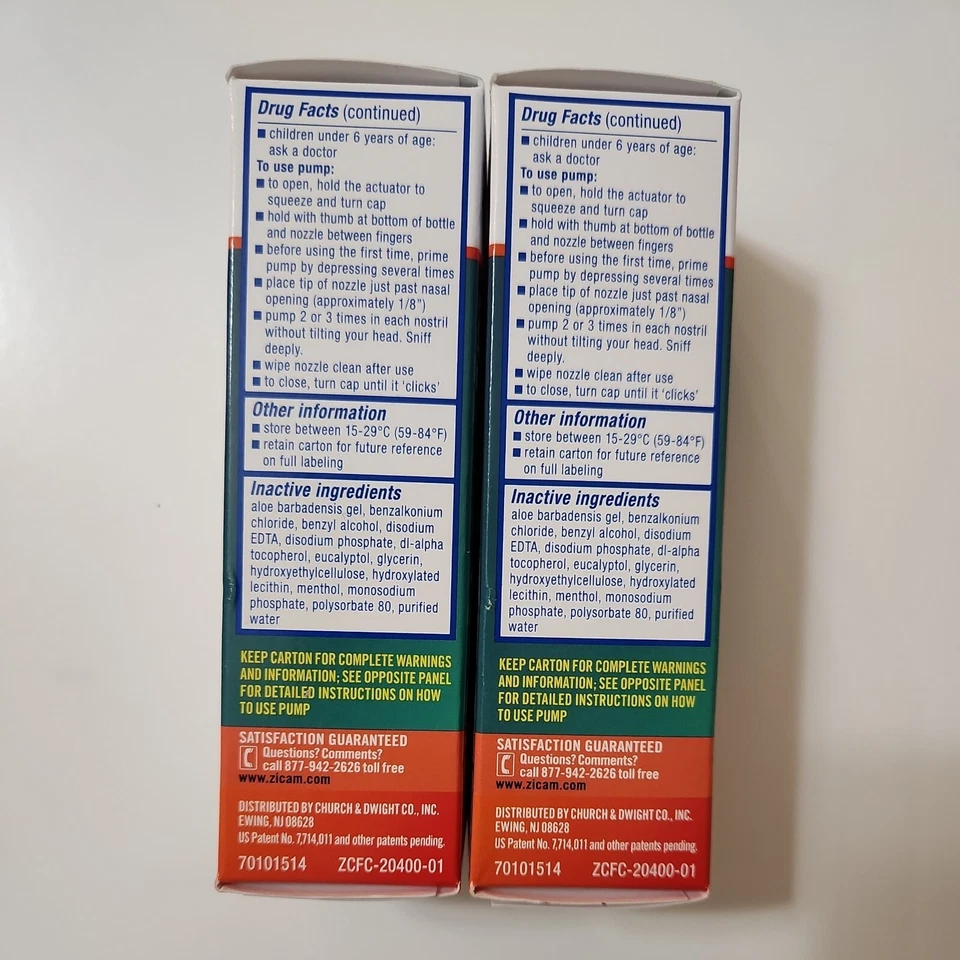 Drug Facts (continued)
■ children under 6 years of age:
ask a doctor
To use pump:
■ to open, hold the actuator to
squeeze and turn cap
■ hold with thumb at bottom of bottle
and nozzle between fingers
■ before using the first time, prime
pump by depressing several times
■ place tip of nozzle just past nasal
opening (approximately 1/8")
■ pump 2 or 3 times in each nostril
without tilting your head. Sniff
deeply.
■ wipe nozzle clean after use
■ to close, turn cap until it 'clicks'
Other information
■ store between 15-29°C (59-84°F)
■ retain carton for future reference
on full labeling
Inactive ingredients
aloe barbadensis gel, benzalkonium
chloride, benzyl alcohol, disodium
EDTA, disodium phosphate, dl-alpha
tocopherol, eucalyptol, glycerin,
hydroxyethylcellulose, hydroxylated
lecithin, menthol, monosodium
phosphate, polysorbate 80, purified
water
KEEP CARTON FOR COMPLETE WARNINGS
AND INFORMATION; SEE OPPOSITE PANEL
FOR DETAILED INSTRUCTIONS ON HOW
TO USE PUMP
SATISFACTION GUARANTEED
Questions? Comments?
call 877-942-2626 toll free
www.zicam.com
DISTRIBUTED BY CHURCH & DWIGHT CO., INC.
EWING, NJ 08628
US Patent No. 7,714,011 and other patents pending.
70101514 ZCFC-20400-01
Drug Facts (continued)
■ children under 6 years of age:
ask a doctor
To use pump:
■ to open, hold the actuator to
squeeze and turn cap
■ hold with thumb at bottom of bottle
and nozzle between fingers
■ before using the first time, prime
pump by depressing several times
■ place tip of nozzle just past nasal
opening (approximately 1/8")
■ pump 2 or 3 times in each nostril
without tilting your head. Sniff
deeply.
■ wipe nozzle clean after use
■ to close, turn cap until it 'clicks'
Other information
■ store between 15-29°C (59-84°F)
■ retain carton for future reference
on full labeling
Inactive ingredients
aloe barbadensis gel, benzalkonium
chloride, benzyl alcohol, disodium
EDTA, disodium phosphate, dl-alpha
tocopherol, eucalyptol, glycerin,
hydroxyethylcellulose, hydroxylated
lecithin, menthol, monosodium
phosphate, polysorbate 80, purified
water
KEEP CARTON FOR COMPLETE WARNINGS
AND INFORMATION; SEE OPPOSITE PANEL
FOR DETAILED INSTRUCTIONS ON HOW
TO USE PUMP
SATISFACTION GUARANTEED
Questions? Comments?
call 877-942-2626 toll free
www.zicam.com
DISTRIBUTED BY CHURCH & DWIGHT CO., INC.
EWING, NJ 08628
US Patent No. 7,714,011 and other patents pending.
70101514 ZCFC-20400-01